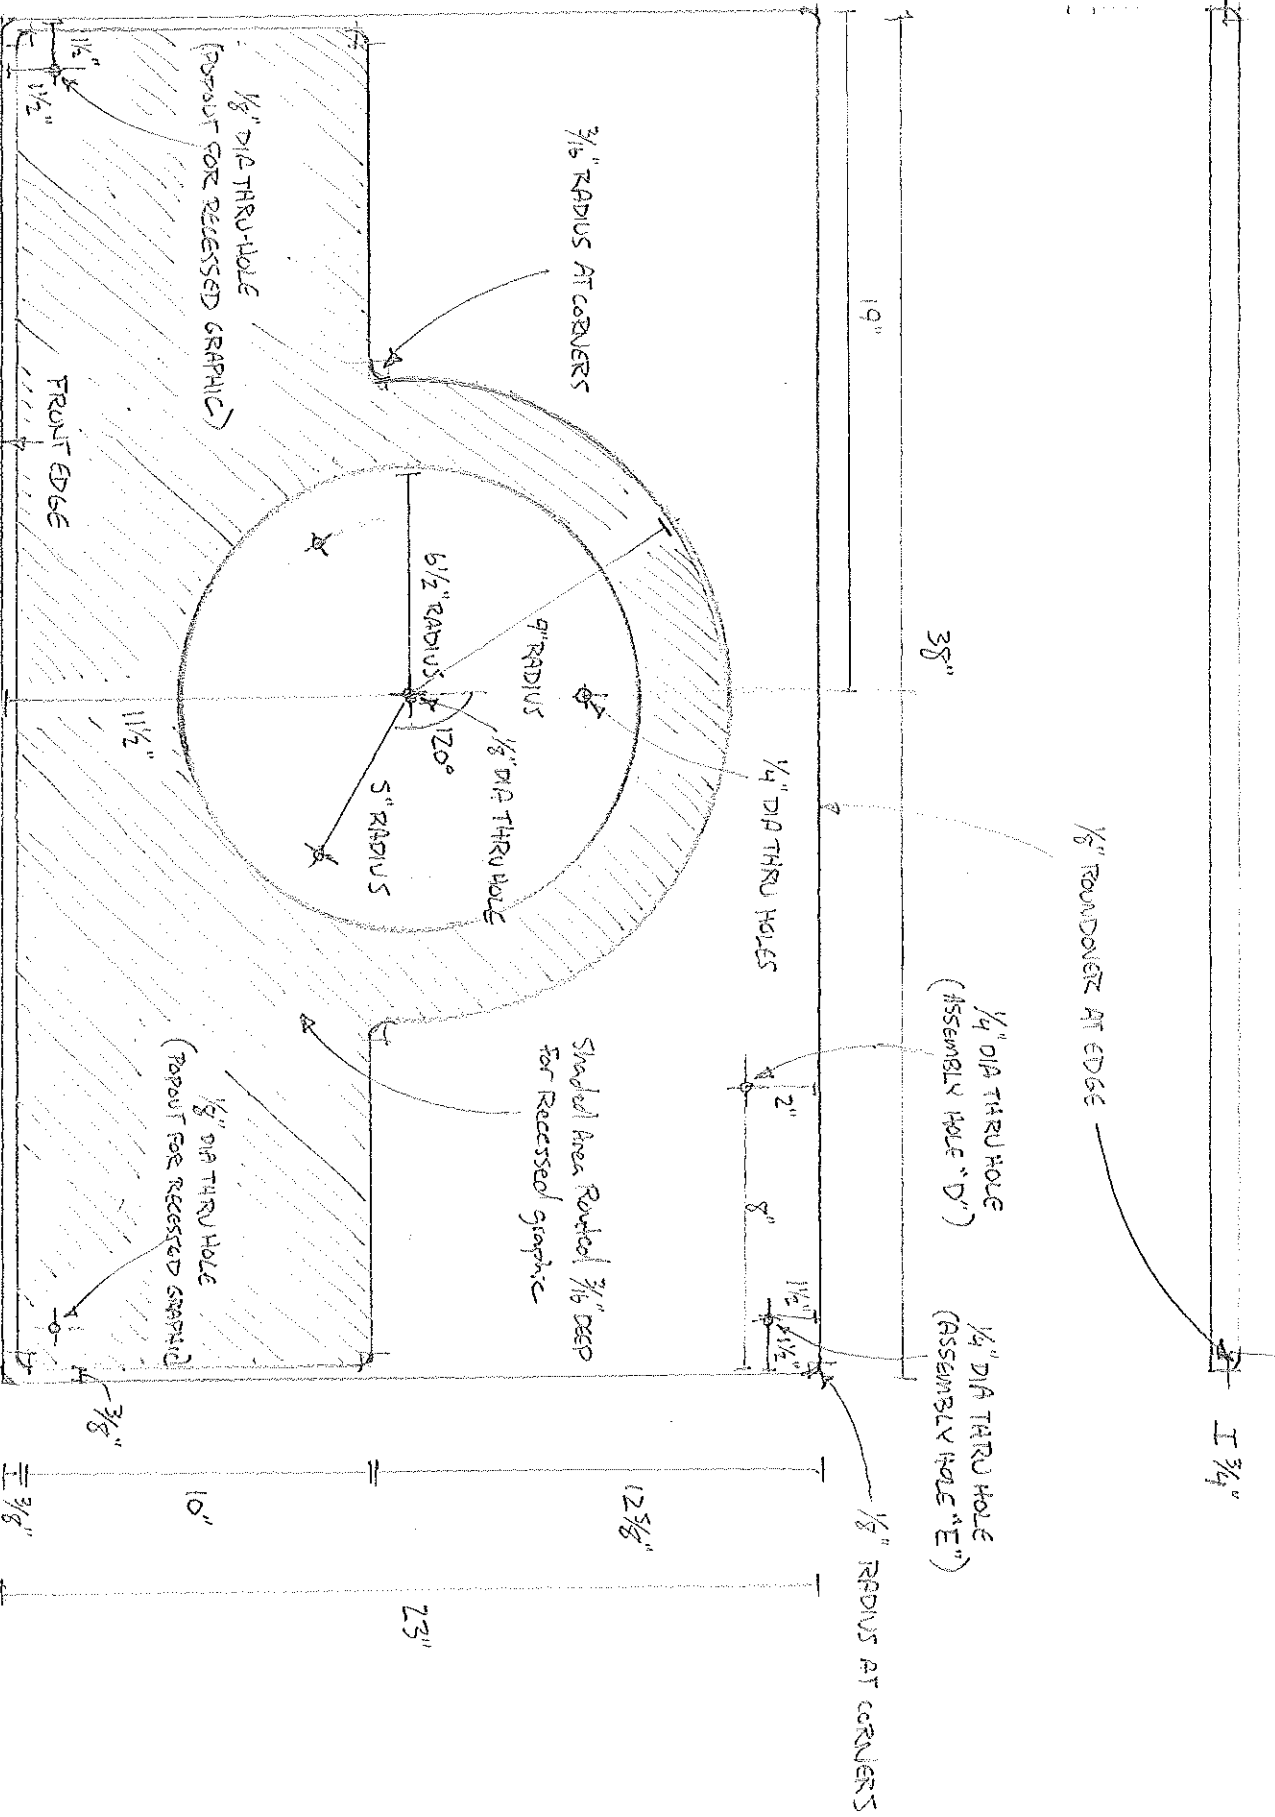 3/4"
1/8" ROUNDOVER AT EDGE
1/4" DIA THRU HOLE
(ASSEMBLY HOLE "D")
1/4" DIA THRU HOLE
(ASSEMBLY HOLE "E")
38"
19"
1/8" RADIUS AT CORNERS
1/4" DIA THRU HOLES
2"
8"
1 1/2"
1 1/2"
3/16" RADIUS AT CORNERS
9" RADIUS
6 1/2" RADIUS
1/8" DIA THRU HOLE
120°
5" RADIUS
Shaded Area Routed 3/16" DEEP
For Recessed graphic
12 5/8"
23"
1/8" DIA THRU-HOLE
(POPOUT FOR RECESSED GRAPHIC)
1/8" DIA THRU HOLE
(POPOUT FOR RECESSED GRAPHIC)
10"
11 1/2"
1 1/2"
1 1/2"
FRONT EDGE
3/8"
3/8"